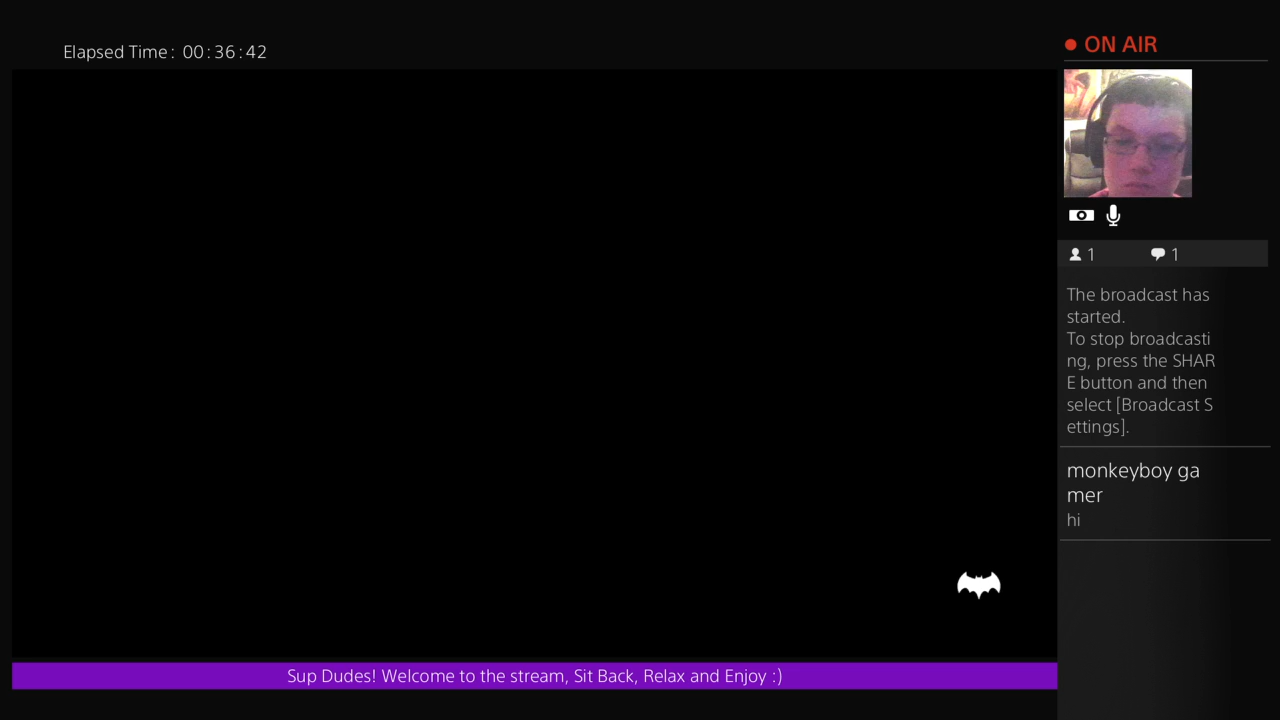 Elapsed Time: 00:36:42
ON AIR
1 1
The broadcast has
started.
To stop broadcasti
ng, press the SHAR
E button and then
select [Broadcast S
ettings].
monkeyboy ga
mer
hi
Sup Dudes! Welcome to the stream, Sit Back, Relax and Enjoy :)